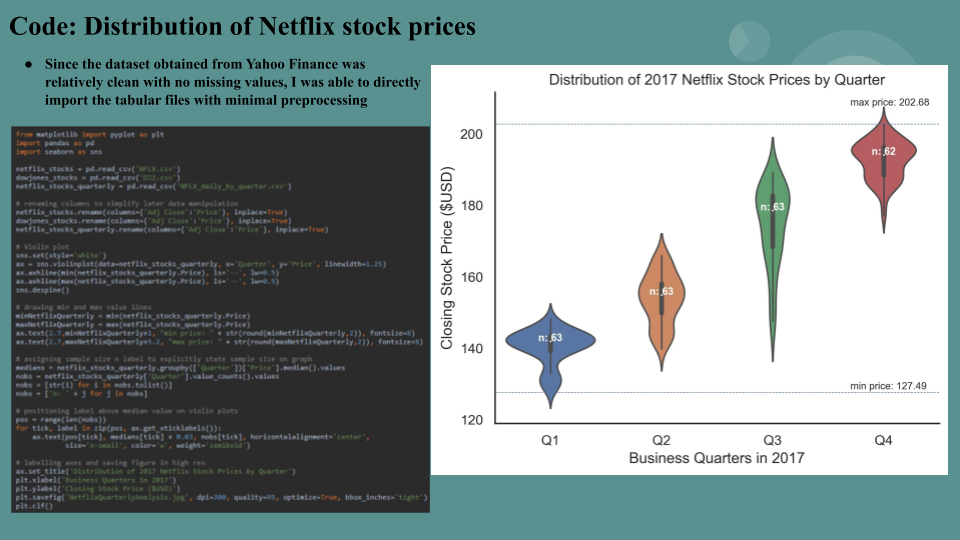 Code: Distribution of Netflix stock prices
● Since the dataset obtained from Yahoo Finance was
relatively clean with no missing values, I was able to directly
import the tabular files with minimal preprocessing
from matplotlib import pyplot as plt
import pandas as pd
import seaborn as sns
netflix_stocks = pd.read_csv('NFLX.csv')
dowjones_stocks = pd.read_csv('DJI.csv')
netflix_stocks_quarterly = pd.read_csv('NFLX_daily_by_quarter.csv')
# renaming columns to simplify later data manipulation
netflix_stocks.rename(columns={'Adj Close':'Price'}, inplace=True)
dowjones_stocks.rename(columns={'Adj Close':'Price'}, inplace=True)
netflix_stocks_quarterly.rename(columns={'Adj Close':'Price'}, inplace=True)
# Violin plot
sns.set(style='white')
ax = sns.violinplot(data=netflix_stocks_quarterly, x='Quarter', y='Price', linewidth=1.25)
ax.axhline(min(netflix_stocks_quarterly.Price), ls='--', lw=0.5)
ax.axhline(max(netflix_stocks_quarterly.Price), ls='--', lw=0.5)
sns.despine()
# drawing min and max value lines
minNetflixQuarterly = min(netflix_stocks_quarterly.Price)
maxNetflixQuarterly = max(netflix_stocks_quarterly.Price)
ax.text(2.7,minNetflixQuarterly+1, "min price: " + str(round(minNetflixQuarterly,2)), fontsize=8)
ax.text(2.7,maxNetflixQuarterly+5.2, "max price: " + str(round(maxNetflixQuarterly,2)), fontsize=8)
# assigning sample size n label to explicitly state sample size on graph
medians = netflix_stocks_quarterly.groupby(['Quarter'])['Price'].median().values
nobs = netflix_stocks_quarterly['Quarter'].value_counts().values
nobs = [str(i) for i in nobs.tolist()]
nobs = ['n: ' + j for j in nobs]
# positioning label above median value on violin plots
pos = range(len(nobs))
for tick, label in zip(pos, ax.get_xticklabels()):
ax.text(pos[tick], medians[tick] + 0.03, nobs[tick], horizontalalignment='center',
size='x-small', color='w', weight='semibold')
# labelling axes and saving figure in high res
ax.set_title('Distribution of 2017 Netflix Stock Prices by Quarter')
plt.xlabel('Business Quarters in 2017')
plt.ylabel('Closing Stock Price ($USD)')
plt.savefig('NetflixQuarterlyAnalysis.jpg', dpi=300, quality=95, optimize=True, bbox_inches='tight')
plt.clf()
Distribution of 2017 Netflix Stock Prices by Quarter
max price: 202.68
200
n: 62
180
n: 63
160
n: 63
140
n: 63
min price: 127.49
120
Closing Stock Price ($USD)
Q1 Q2 Q3 Q4
Business Quarters in 2017